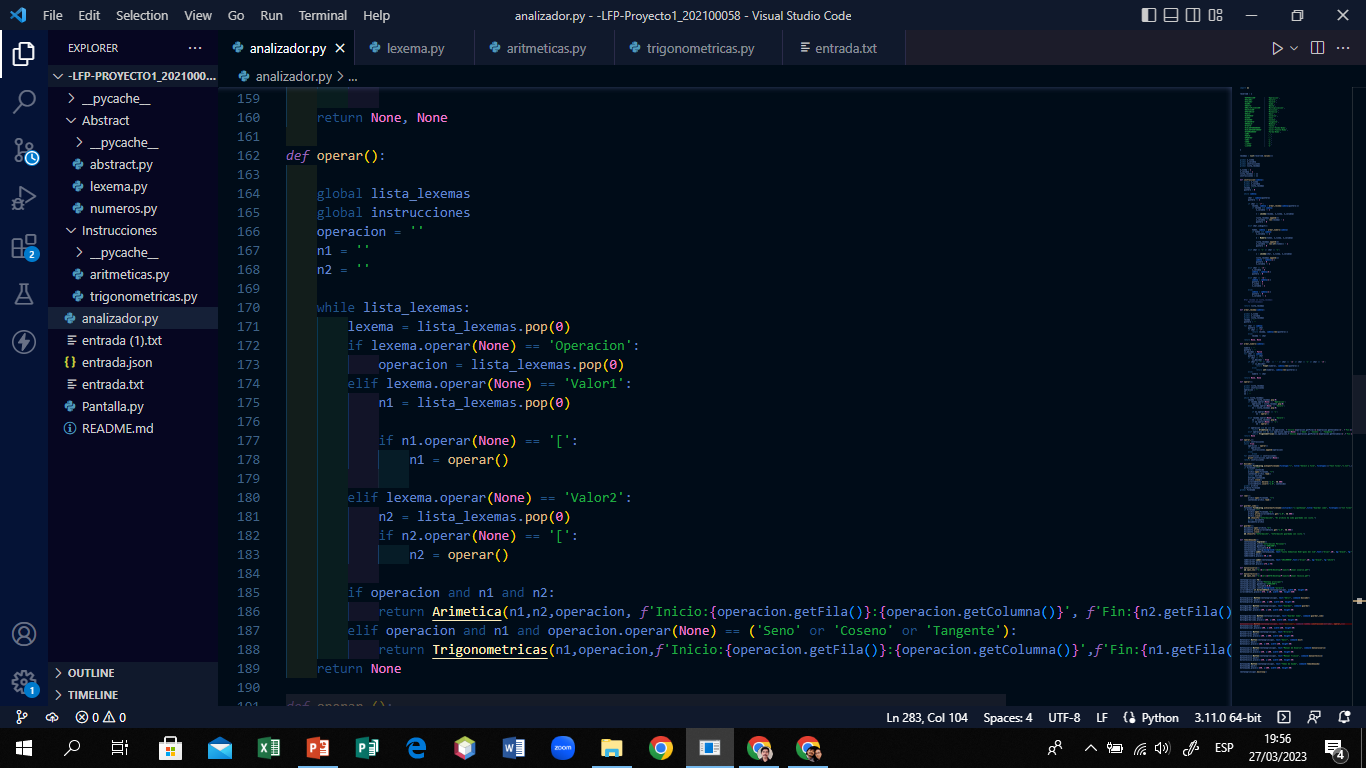 File Edit Selection View Go Run Terminal Help
analizador.py - -LFP-Proyecto1_202100058 - Visual Studio Code
EXPLORER ...
analizador.py
lexema.py
aritmeticas.py
trigonometricas.py
entrada.txt
-LFP-PROYECTO1_202100...
analizador.py > ...
__pycache__
Abstract
__pycache__
abstract.py
lexema.py
numeros.py
Instrucciones
__pycache__
aritmeticas.py
trigonometricas.py
analizador.py
entrada (1).txt
entrada.json
entrada.txt
Pantalla.py
README.md
OUTLINE
TIMELINE
2
1
159
160 return None, None
161
162 def operar():
163
164 global lista_lexemas
165 global instrucciones
166 operacion = ''
167 n1 = ''
168 n2 = ''
169
170 while lista_lexemas:
171 lexema = lista_lexemas.pop(0)
172 if lexema.operar(None) == 'Operacion':
173 operacion = lista_lexemas.pop(0)
174 elif lexema.operar(None) == 'Valor1':
175 n1 = lista_lexemas.pop(0)
176
177 if n1.operar(None) == '[':
178 n1 = operar()
179
180 elif lexema.operar(None) == 'Valor2':
181 n2 = lista_lexemas.pop(0)
182 if n2.operar(None) == '[':
183 n2 = operar()
184
185 if operacion and n1 and n2:
186 return Arimetica(n1,n2,operacion, f'Inicio:{operacion.getFila()}:{operacion.getColumna()}', f'Fin:{n2.getFila()
187 elif operacion and n1 and operacion.operar(None) == ('Seno' or 'Coseno' or 'Tangente'):
188 return Trigonometricas(n1,operacion,f'Inicio:{operacion.getFila()}:{operacion.getColumna()}',f'Fin:{n1.getFila(
189 return None
190
191 def operar_():
0 0
Ln 283, Col 104 Spaces: 4 UTF-8 LF Python 3.11.0 64-bit
zoom
ESP
19:56
27/03/2023
4